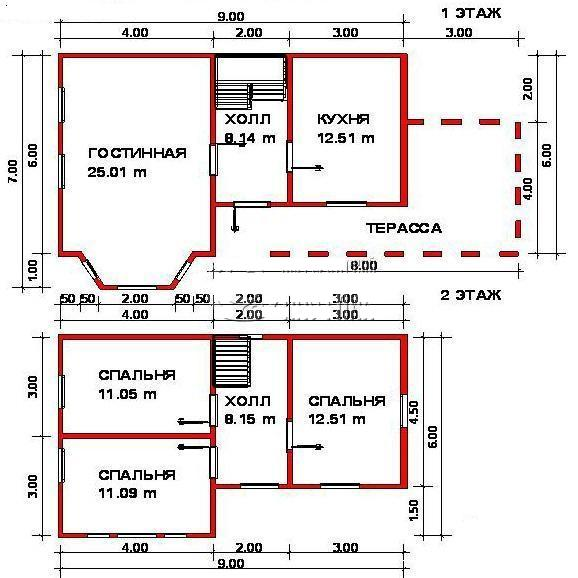 1 ЭТАЖ
9.00
4.00 2.00 3.00 3.00
ХОЛЛ
8.14 m
КУХНЯ
12.51 m
ГОСТИННАЯ
25.01 m
ТЕРАССА
7.00
6.00
1.00
2.00
4.00
6.00
8.00
50 50 2.00 50 50 2.00 3.00
2 ЭТАЖ
4.00 2.00 3.00
СПАЛЬНЯ
11.05 m
ХОЛЛ
8.15 m
СПАЛЬНЯ
12.51 m
СПАЛЬНЯ
11.09 m
3.00
3.00
4.50
1.50
6.00
4.00 2.00 3.00
9.00